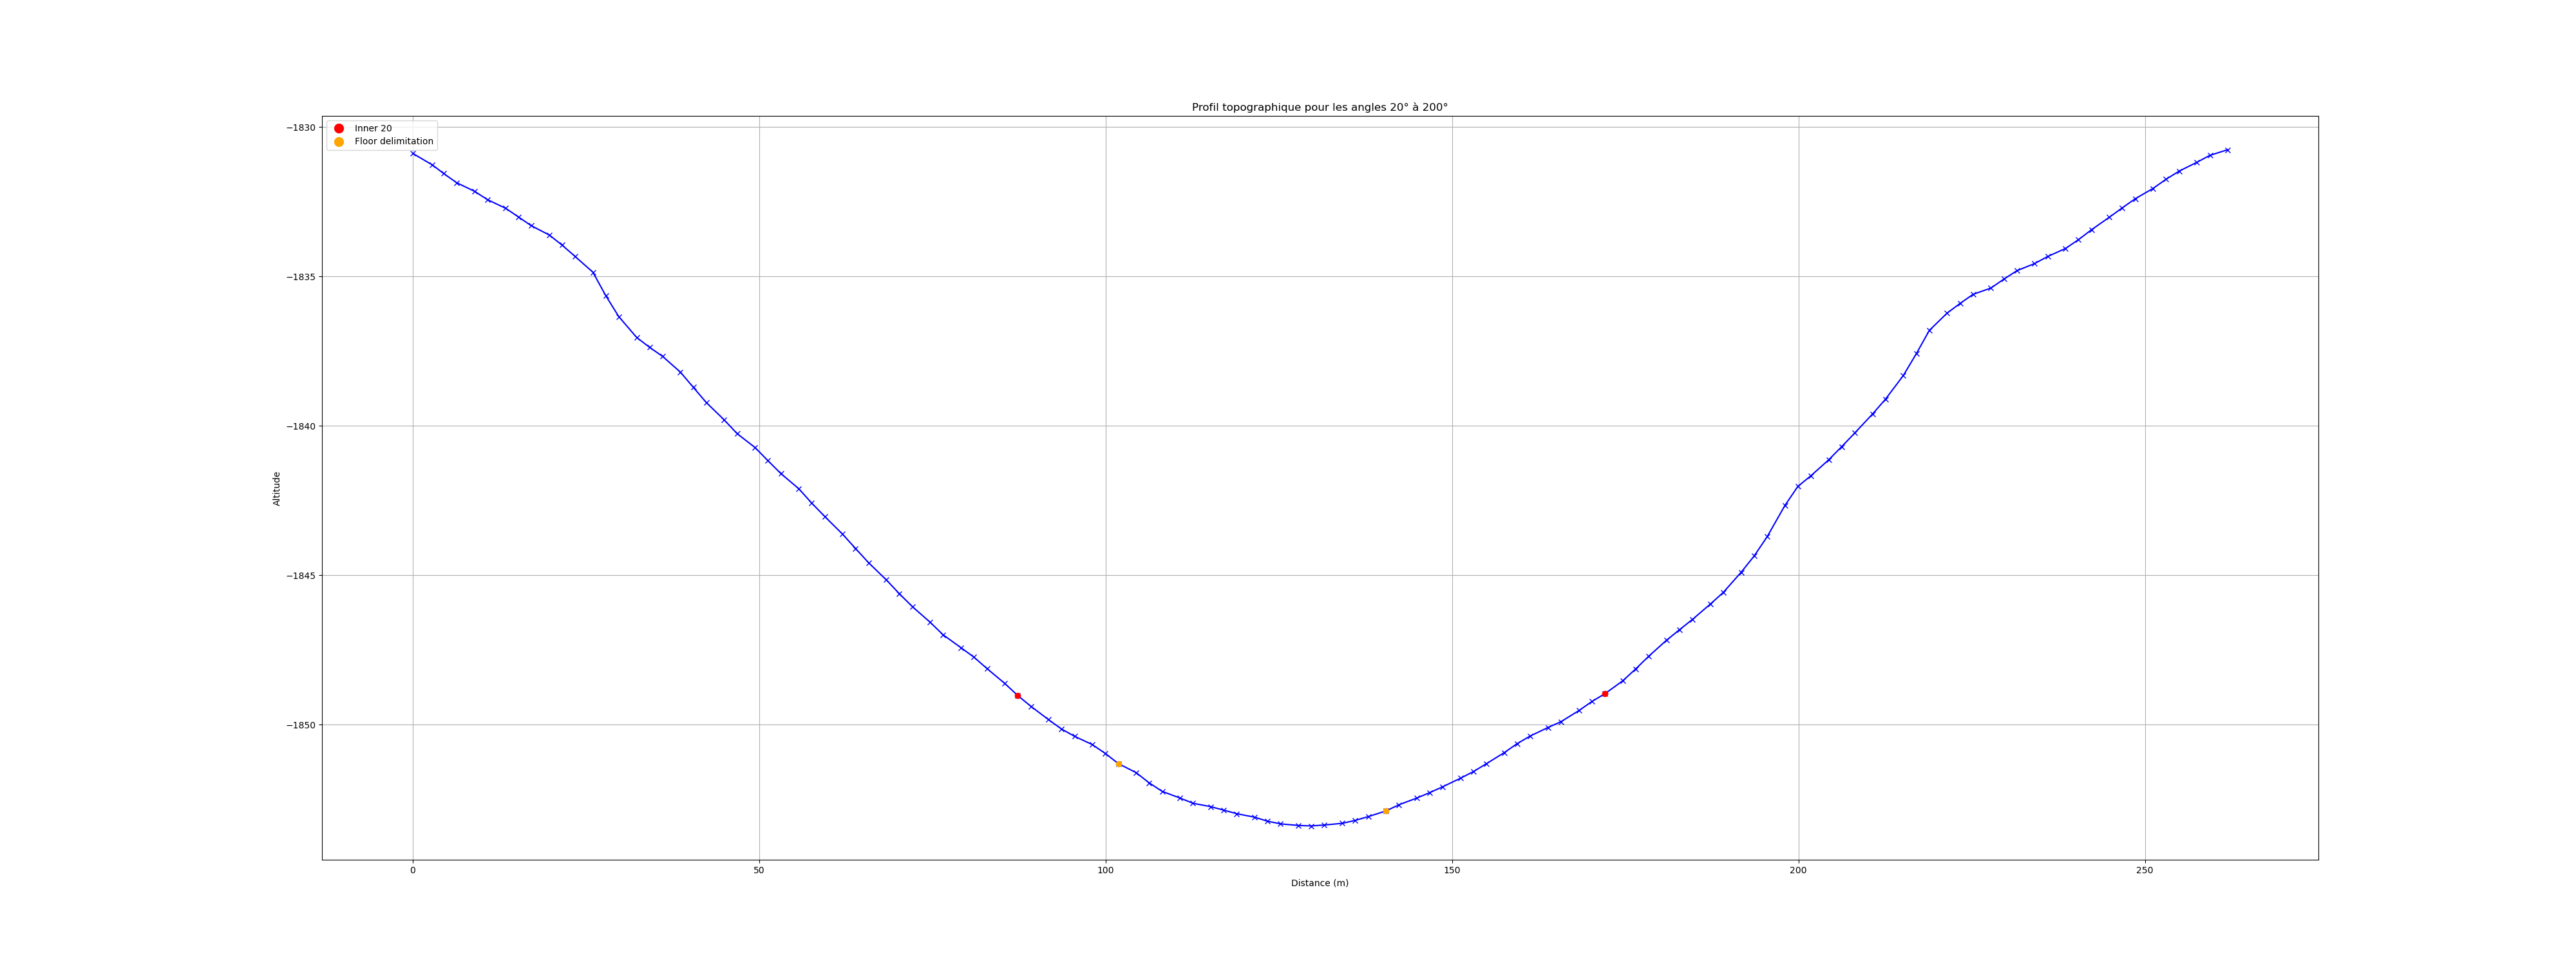 Profil topographique pour les angles 20° à 200°
Inner 20
Floor delimitation
−1830
−1835
−1840
−1845
−1850
Altitude
0
50
100
150
200
250
Distance (m)